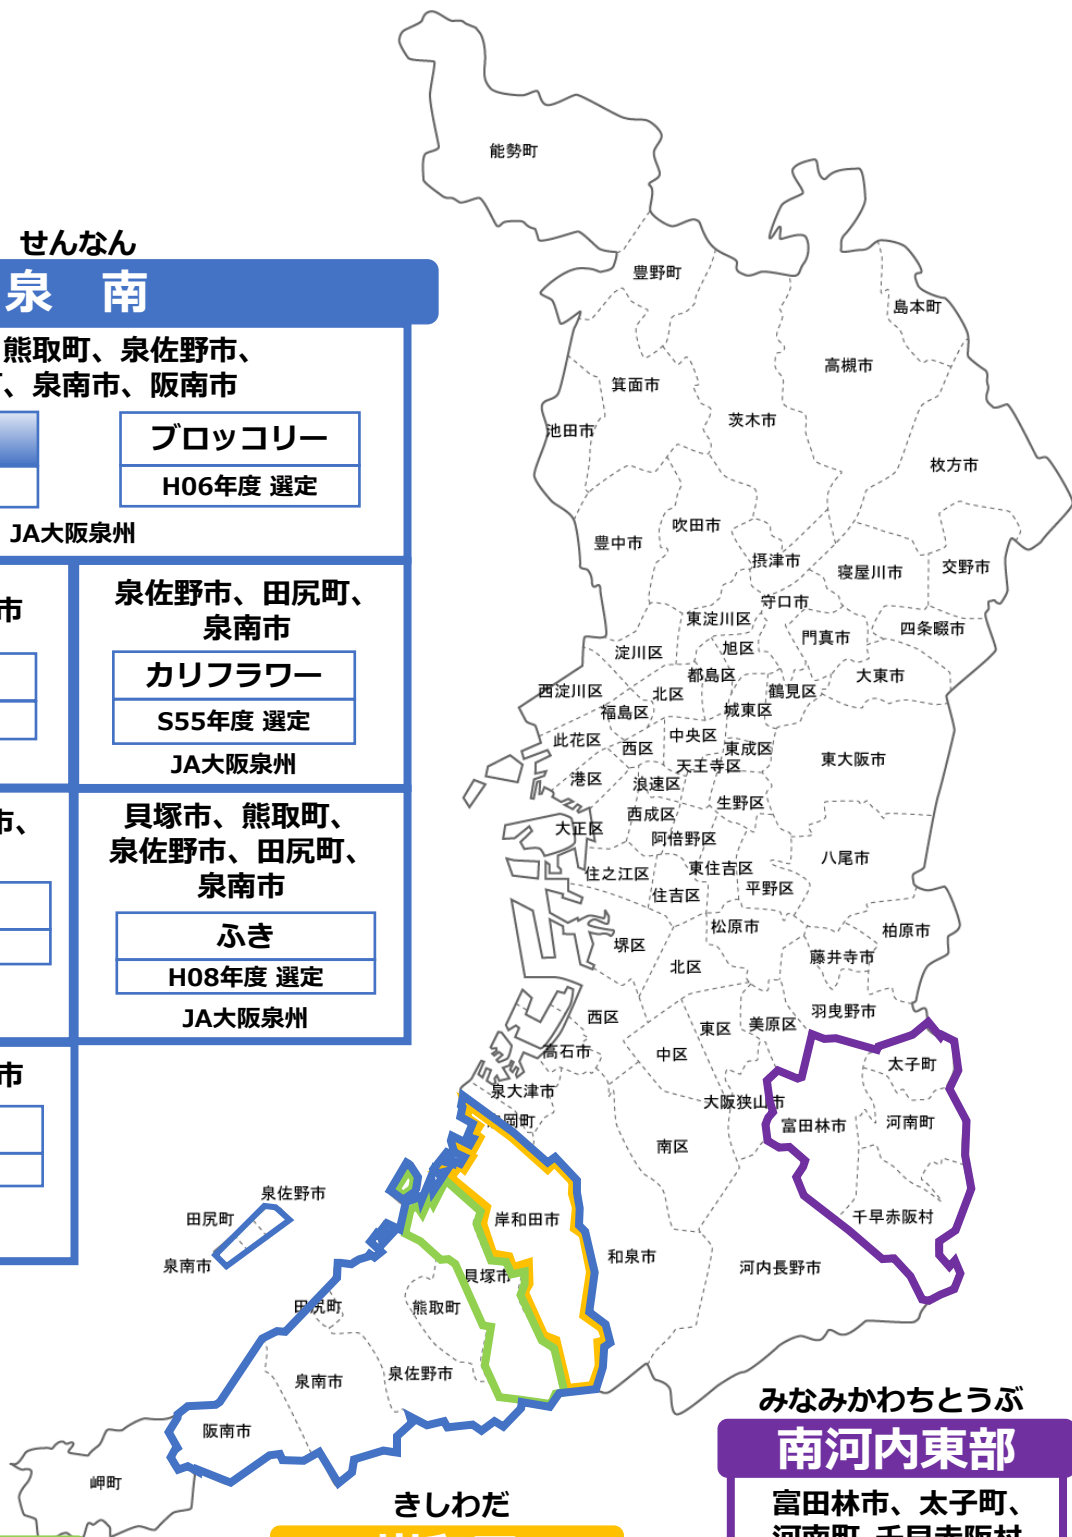 せんなん
泉　南
熊取町、泉佐野市、
、泉南市、阪南市
ブロッコリー
H06年度 選定
JA大阪泉州
市
泉佐野市、田尻町、
泉南市
カリフラワー
S55年度 選定
JA大阪泉州
市、
貝塚市、熊取町、
泉佐野市、田尻町、
泉南市
ふき
H08年度 選定
JA大阪泉州
市
能勢町
豊野町
島本町
高槻市
箕面市
茨木市
池田市
枚方市
吹田市
豊中市
摂津市
寝屋川市
交野市
守口市
東淀川区
門真市
四条畷市
旭区
淀川区
都島区
大東市
西淀川区
北区
鶴見区
福島区
城東区
此花区
西区
中央区
東成区
東大阪市
天王寺区
港区
浪速区
生野区
西成区
大正区
阿倍野区
八尾市
住之江区
東住吉区
平野区
住吉区
松原市
柏原市
堺区
藤井寺市
北区
羽曳野市
西区
東区
美原区
高石市
中区
太子町
泉大津市
大阪狭山市
岡町
富田林市
河南町
南区
泉佐野市
田尻町
岸和田市
千早赤阪村
泉南市
和泉市
河内長野市
貝塚市
田尻町
熊取町
泉南市
泉佐野市
阪南市
岬町
みなみかわちとうぶ
南河内東部
富田林市、太子町、
河南町、千早赤阪村
きしわだ